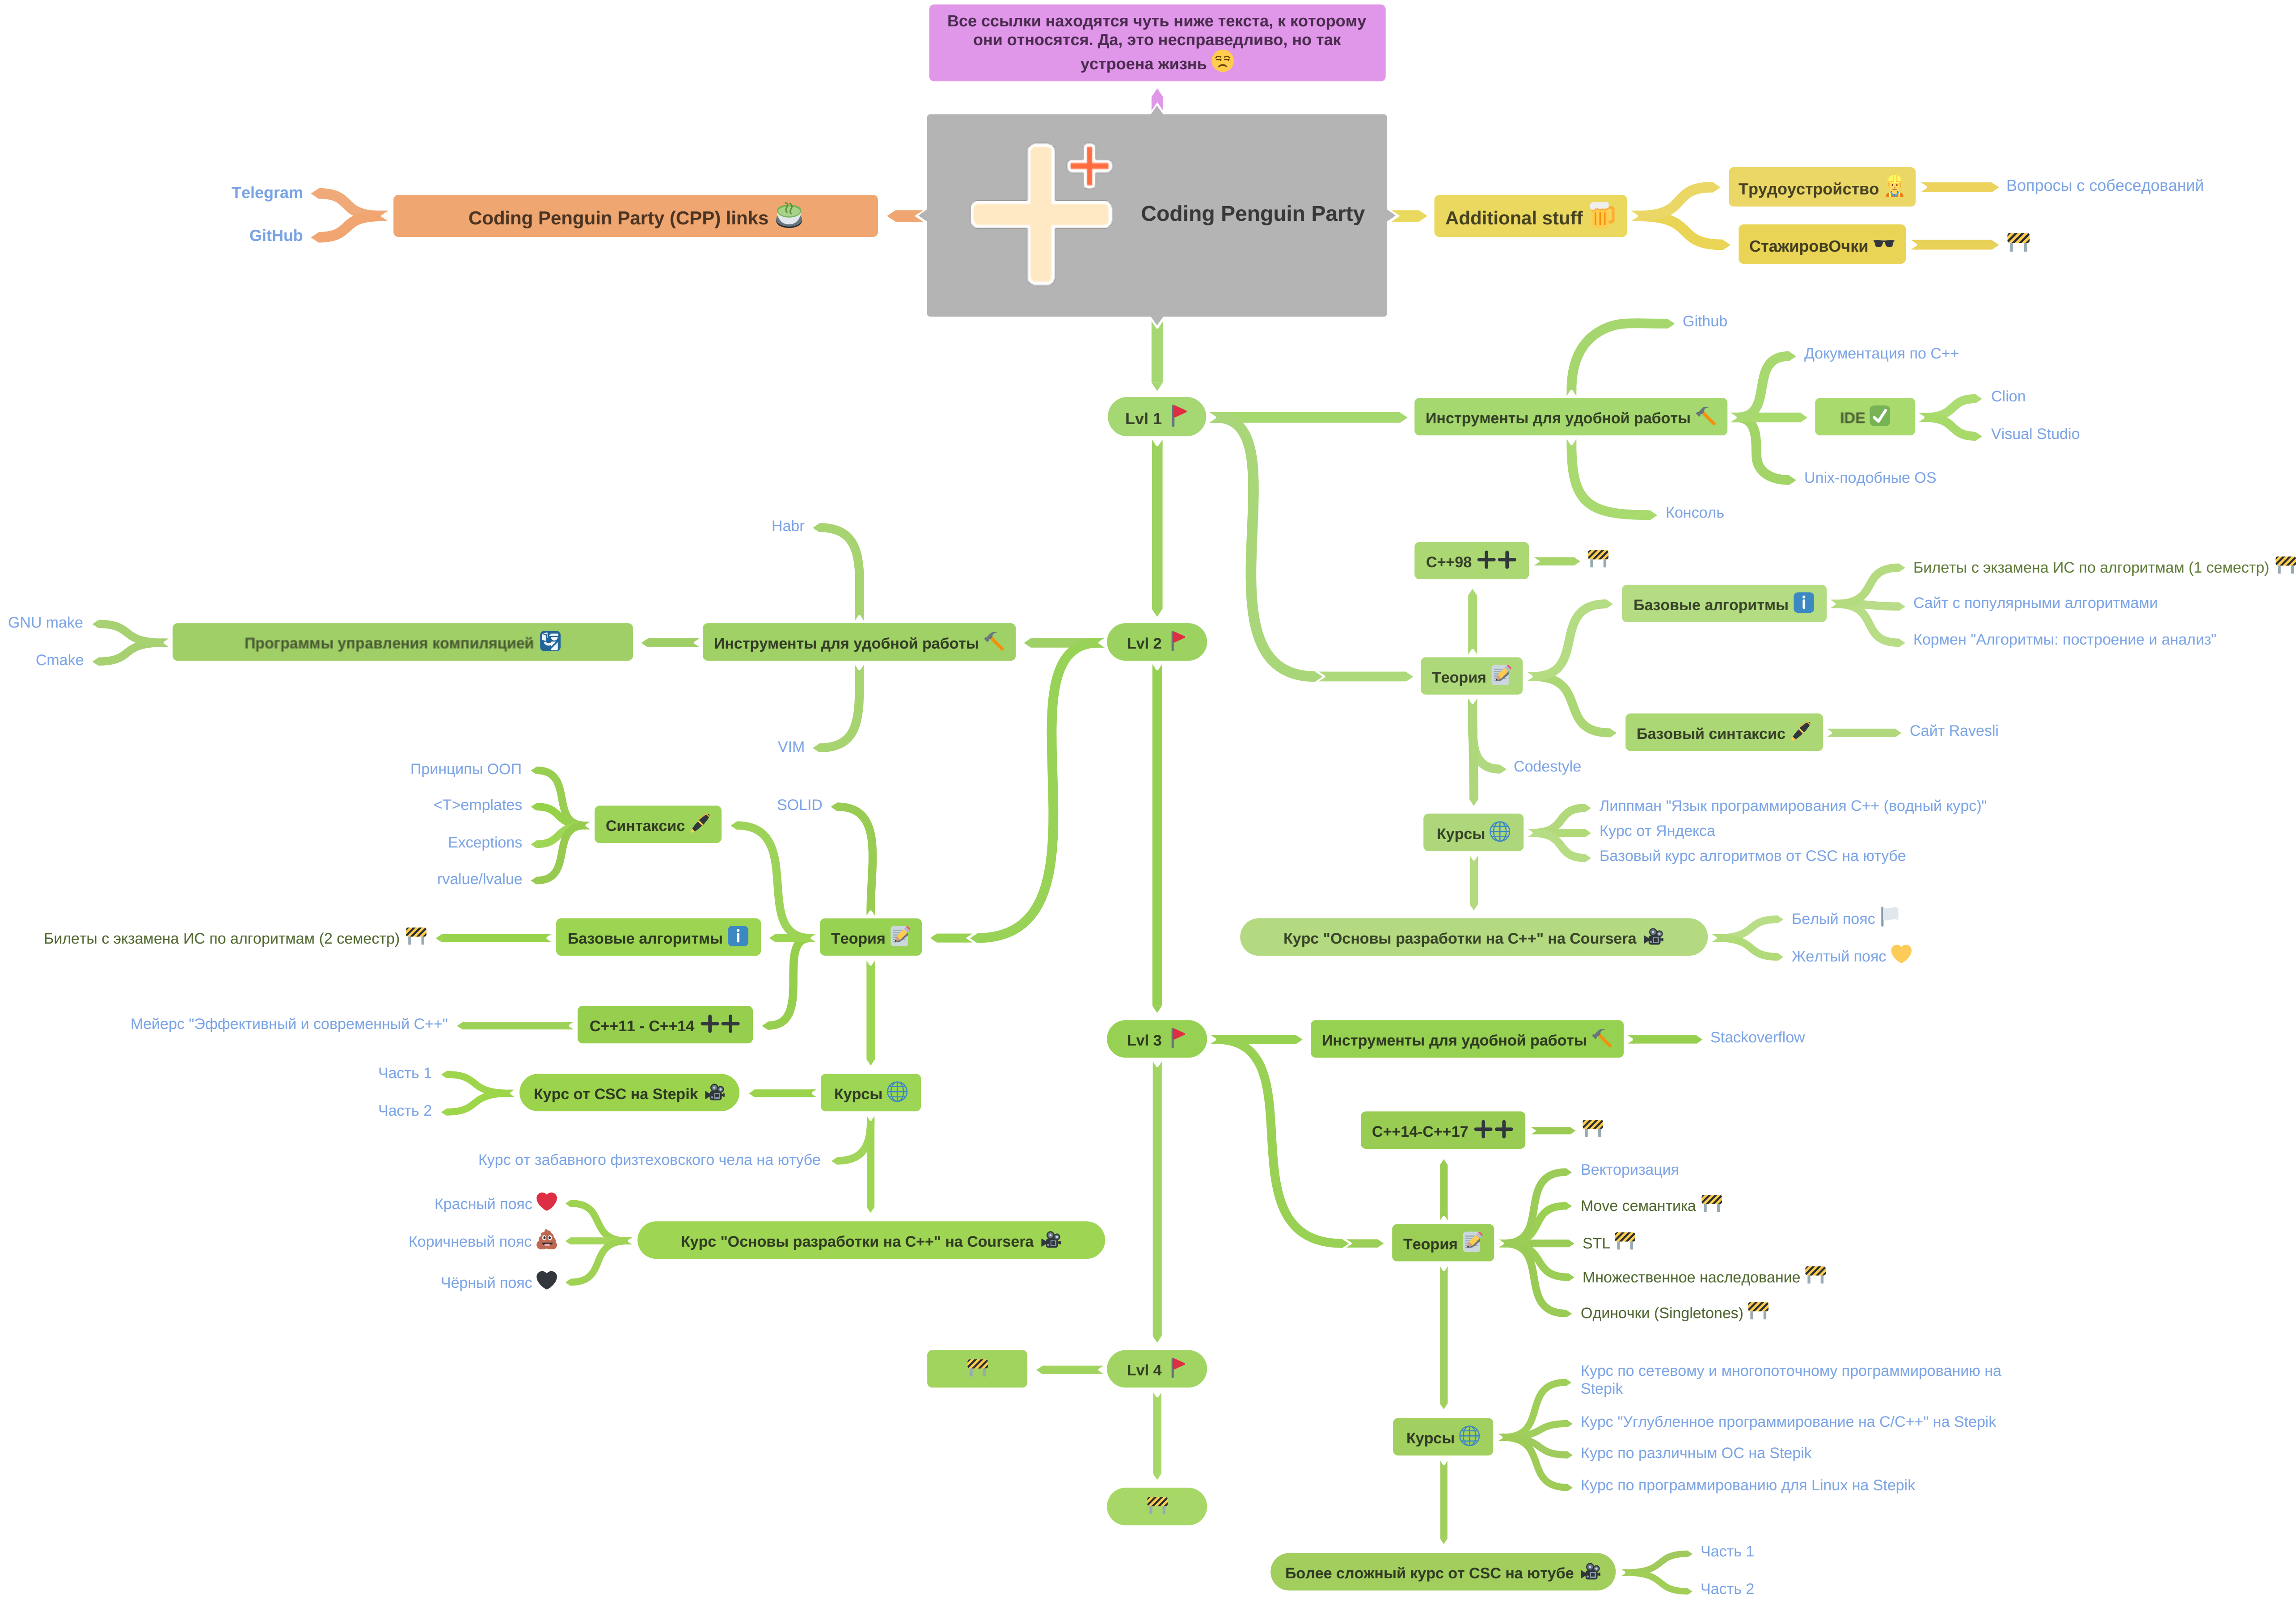 Все ссылки находятся чуть ниже текста, к которому
они относятся. Да, это несправедливо, но так
устроена жизнь 😒
Coding Penguin Party
Coding Penguin Party (CPP) links 🍵
Telegram
GitHub
Additional stuff 🍺
Трудоустройство 👷
Вопросы с собеседований
СтажировОчки 🕶
🚧
Lvl 1 🚩
Инструменты для удобной работы 🔨
Github
Документация по C++
IDE ✅
Clion
Visual Studio
Unix-подобные OS
Консоль
C++98 ➕➕
🚧
Теория 📝
Базовые алгоритмы ℹ
Билеты с экзамена ИС по алгоритмам (1 семестр) 🚧
Сайт с популярными алгоритмами
Кормен "Алгоритмы: построение и анализ"
Базовый синтаксис ✒
Сайт Ravesli
Codestyle
Курсы 🌐
Липпман "Язык программирования C++ (водный курс)"
Курс от Яндекса
Базовый курс алгоритмов от CSC на ютубе
Курс "Основы разработки на C++" на Coursera 🎥
Белый пояс 🏳
Желтый пояс 💛
Lvl 2 🚩
Инструменты для удобной работы 🔨
Habr
Программы управления компиляцией 🚰
GNU make
Cmake
VIM
Теория 📝
SOLID
Синтаксис ✒
Принципы ООП
<T>emplates
Exceptions
rvalue/lvalue
Базовые алгоритмы ℹ
Билеты с экзамена ИС по алгоритмам (2 семестр) 🚧
C++11 - C++14 ➕➕
Мейерс "Эффективный и современный C++"
Курсы 🌐
Курс от CSC на Stepik 🎥
Часть 1
Часть 2
Курс от забавного физтеховского чела на ютубе
Курс "Основы разработки на C++" на Coursera 🎥
Красный пояс ❤
Коричневый пояс 💩
Чёрный пояс 🖤
Lvl 3 🚩
Инструменты для удобной работы 🔨
Stackoverflow
C++14-C++17 ➕➕
🚧
Теория 📝
Векторизация
Move семантика 🚧
STL 🚧
Множественное наследование 🚧
Одиночки (Singletones) 🚧
Курсы 🌐
Курс по сетевому и многопоточному программированию на
Stepik
Курс "Углубленное программирование на C/C++" на Stepik
Курс по различным ОС на Stepik
Курс по программированию для Linux на Stepik
Более сложный курс от CSC на ютубе 🎥
Часть 1
Часть 2
Lvl 4 🚩
🚧
🚧